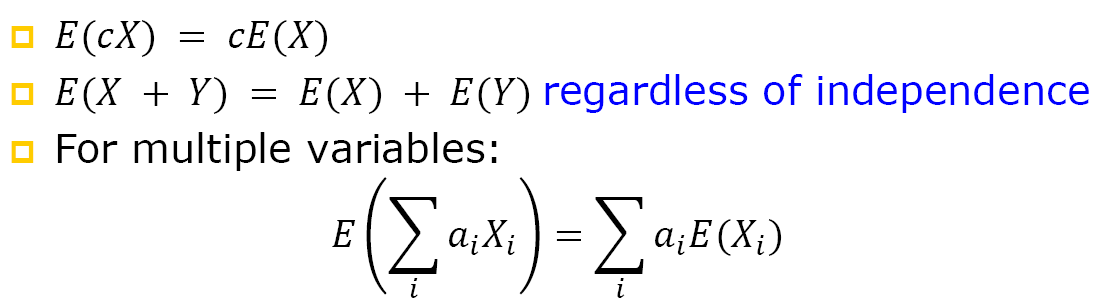 E(cX) = cE(X)
E(X + Y) = E(X) + E(Y) regardless of independence
For multiple variables:
E(∑_i a_i X_i) = ∑_i a_i E(X_i)